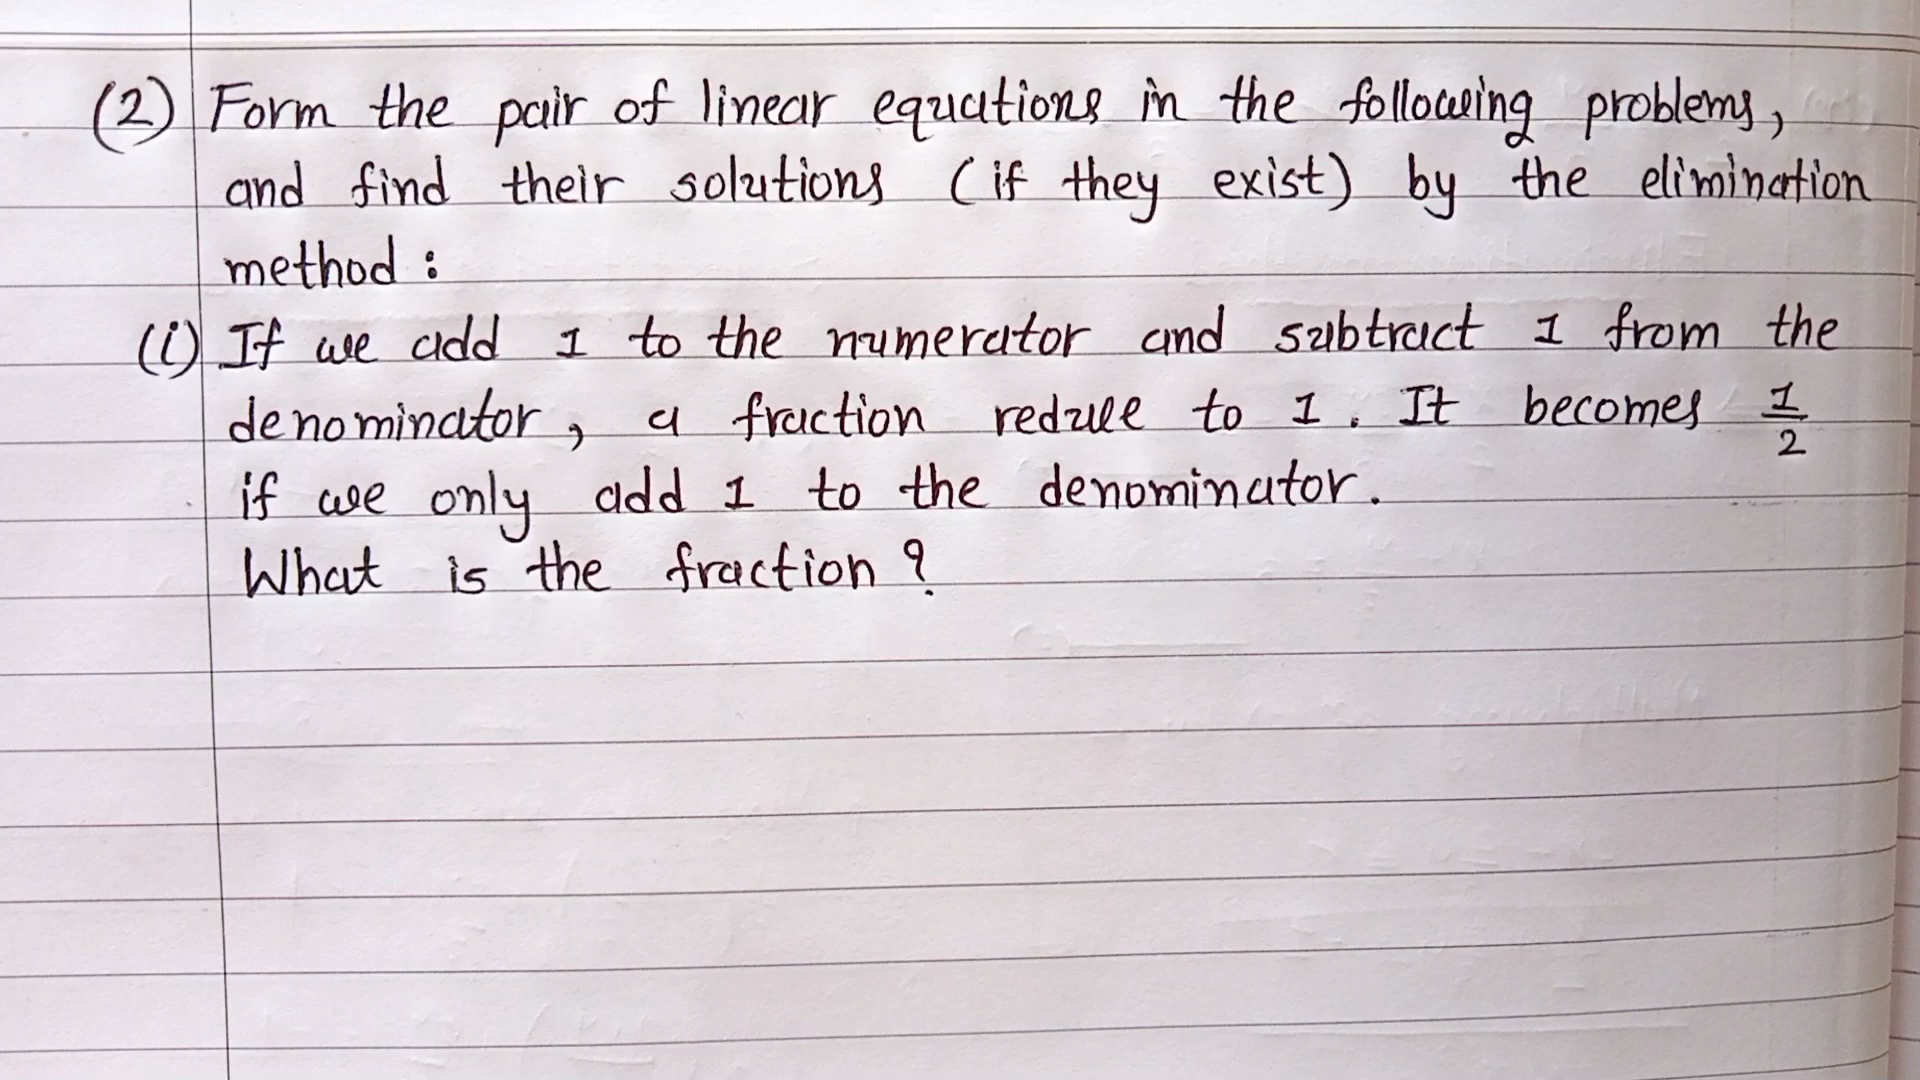 (2) Form the pair of linear equations in the following problems,
and find their solutions (if they exist) by the elimination
method :
(i) If we add 1 to the numerator and subtract 1 from the
denominator, a fraction reduce to 1. It becomes 1/2
if we only add 1 to the denominator.
What is the fraction ?